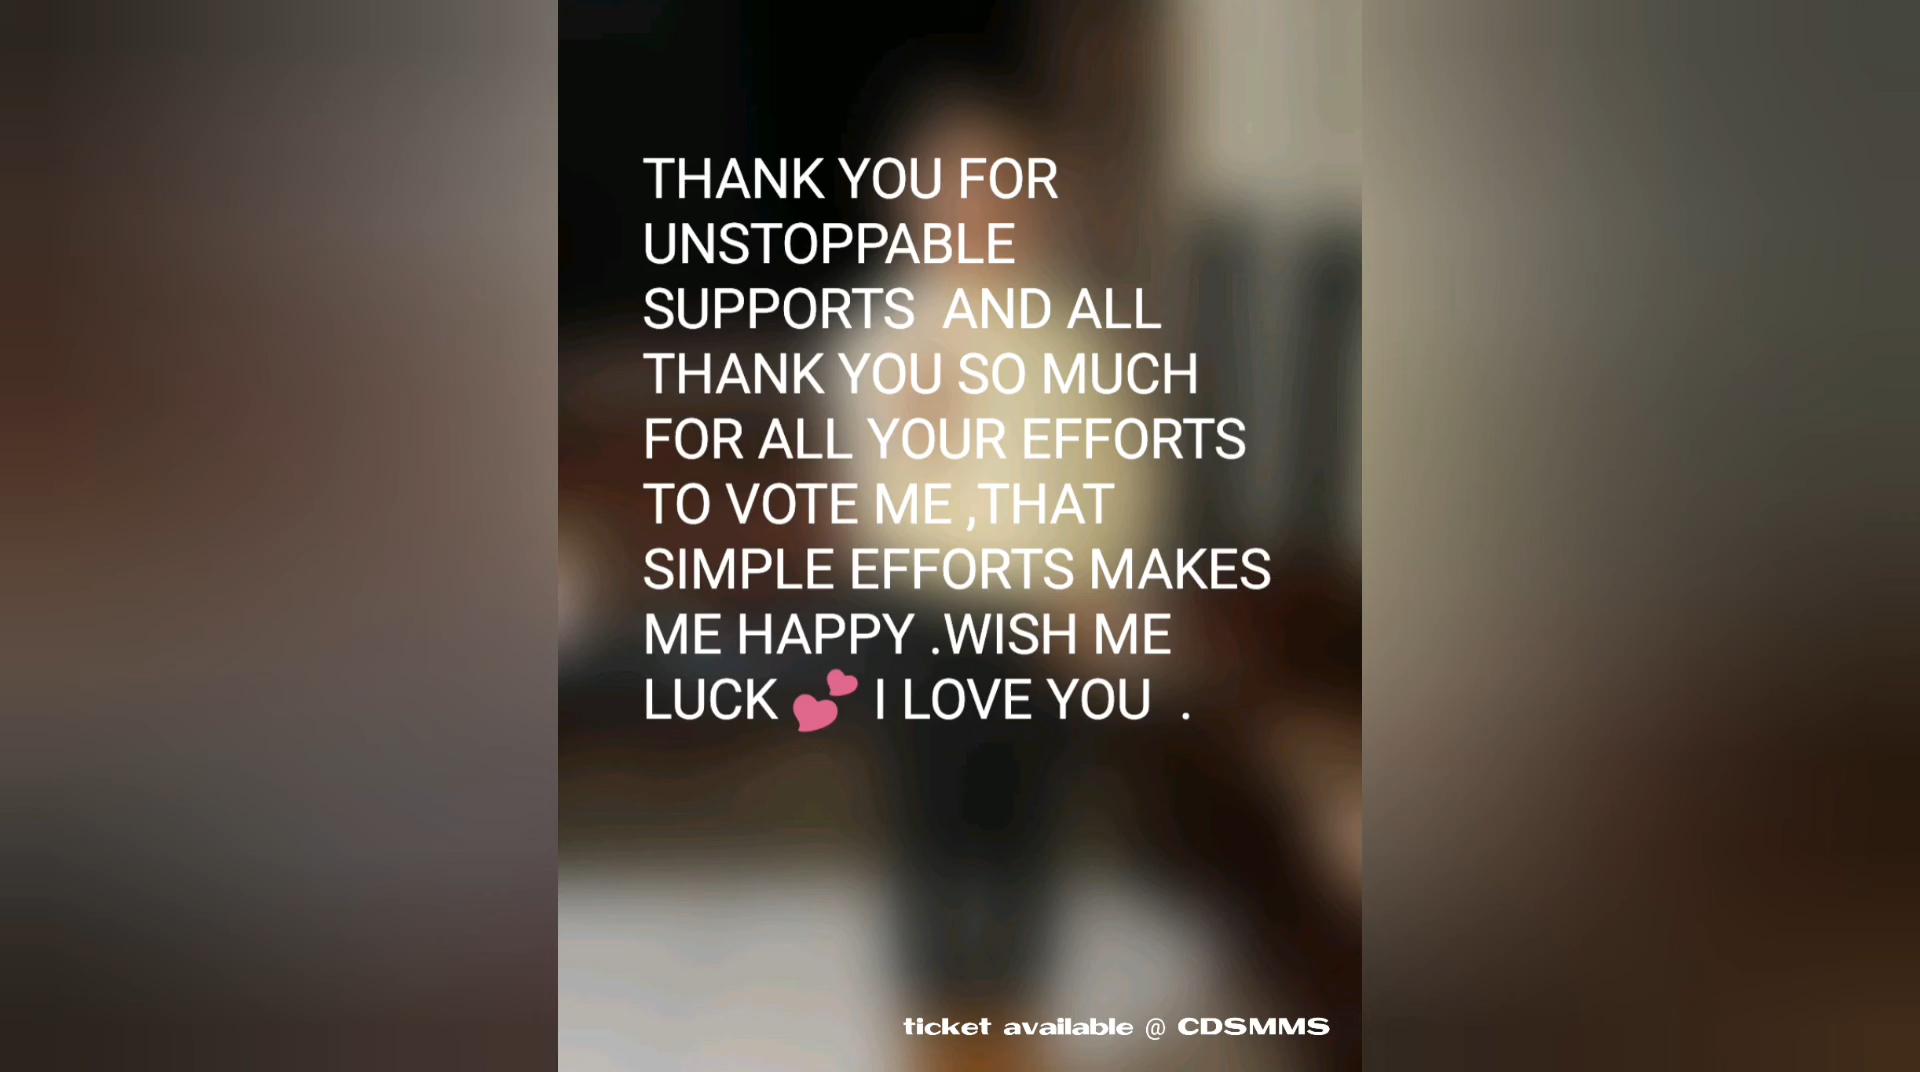 THANK YOU FOR
UNSTOPPABLE
SUPPORTS  AND ALL
THANK YOU SO MUCH
FOR ALL YOUR EFFORTS
TO VOTE ME ,THAT
SIMPLE EFFORTS MAKES
ME HAPPY .WISH ME
LUCK 💕 I LOVE YOU  .
ticket available @ CDSMMS